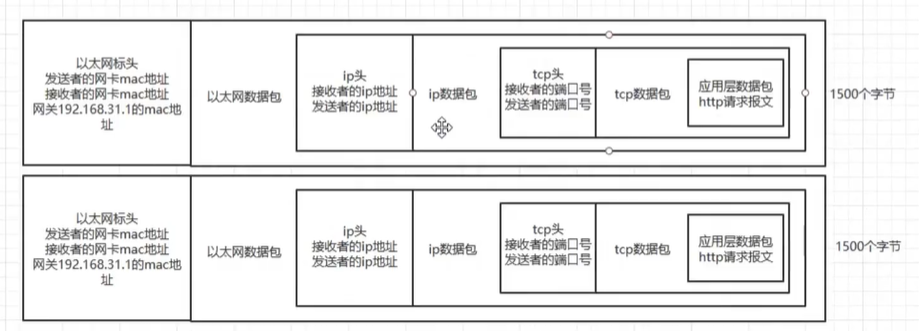 以太网标头
发送者的网卡mac地址
接收者的网卡mac地址
网关192.168.31.1的mac地
址
以太网数据包
ip头
接收者的ip地址
发送者的ip地址
ip数据包
tcp头
接收者的端口号
发送者的端口号
tcp数据包
应用层数据包
http请求报文
1500个字节
以太网标头
发送者的网卡mac地址
接收者的网卡mac地址
网关192.168.31.1的mac地
址
以太网数据包
ip头
接收者的ip地址
发送者的ip地址
ip数据包
tcp头
接收者的端口号
发送者的端口号
tcp数据包
应用层数据包
http请求报文
1500个字节